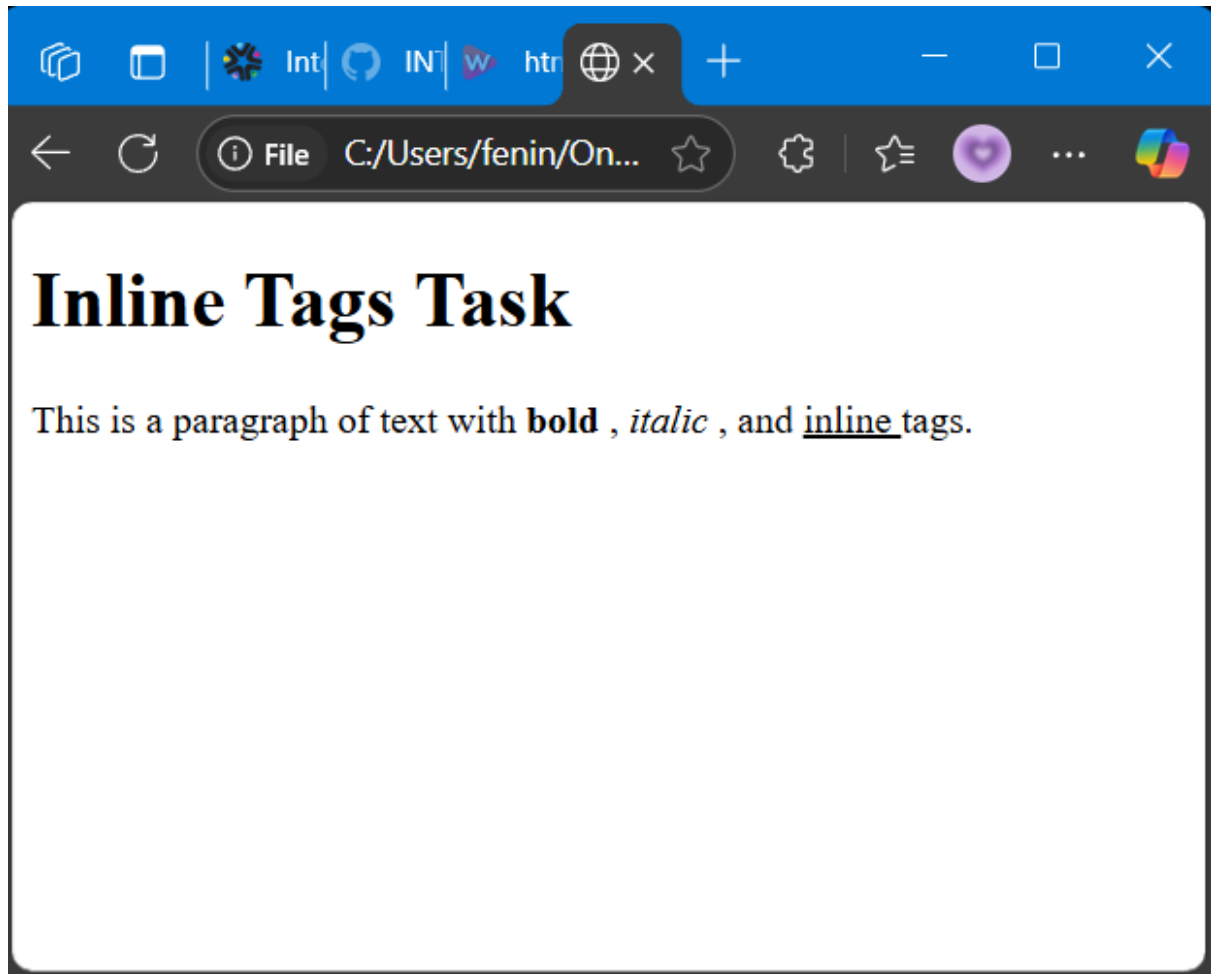 Int
INT
htm
File C:/Users/fenin/On...
Inline Tags Task
This is a paragraph of text with bold , italic , and inline tags.